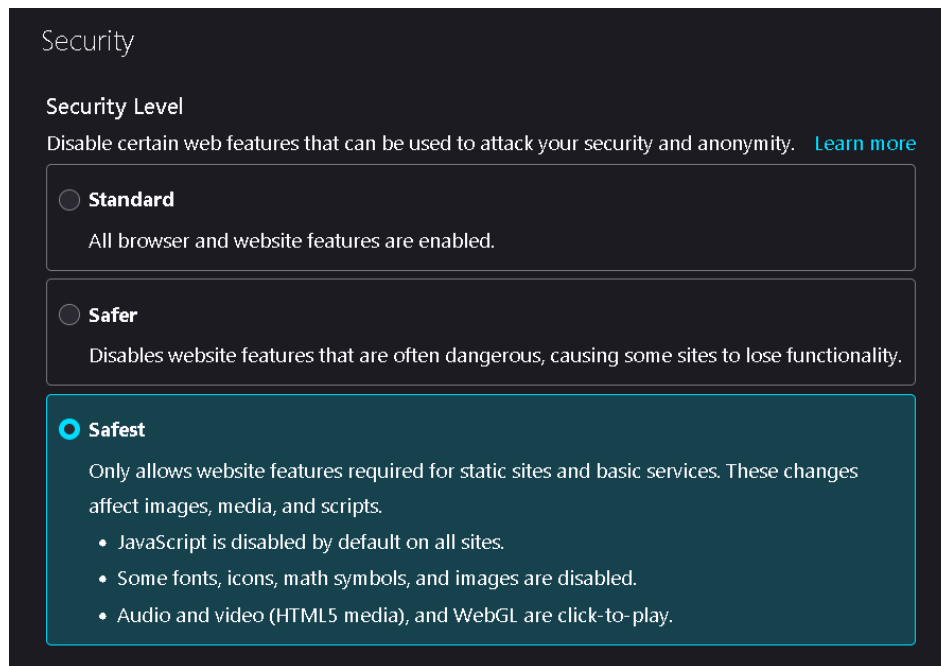 Security
Security Level
Disable certain web features that can be used to attack your security and anonymity. Learn more
Standard
All browser and website features are enabled.
Safer
Disables website features that are often dangerous, causing some sites to lose functionality.
Safest
Only allows website features required for static sites and basic services. These changes
affect images, media, and scripts.
• JavaScript is disabled by default on all sites.
• Some fonts, icons, math symbols, and images are disabled.
• Audio and video (HTML5 media), and WebGL are click-to-play.